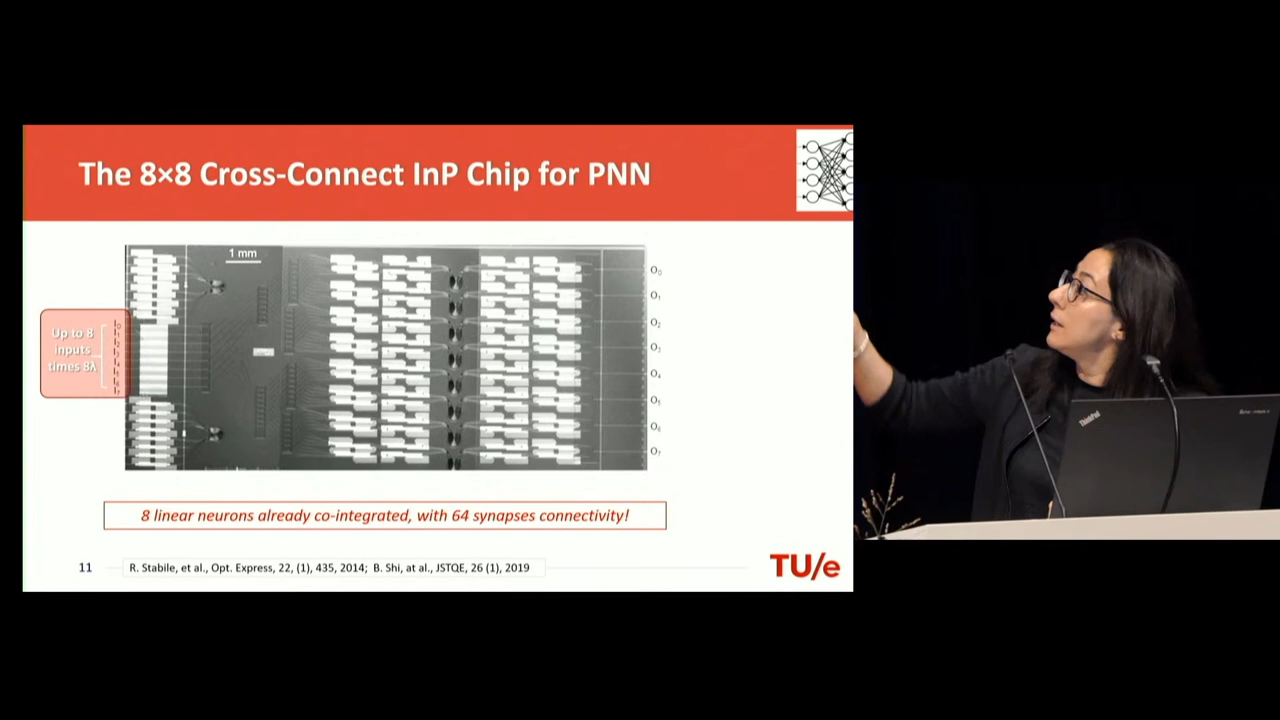 The 8×8 Cross-Connect InP Chip for PNN
1 mm
Up to 8
inputs
times 8λ
O0
O1
O2
O3
O4
O5
O6
O7
8 linear neurons already co-integrated, with 64 synapses connectivity!
11
R. Stabile, et al., Opt. Express, 22, (1), 435, 2014; B. Shi, at al., JSTQE, 26 (1), 2019
TU/e
ThinkPad